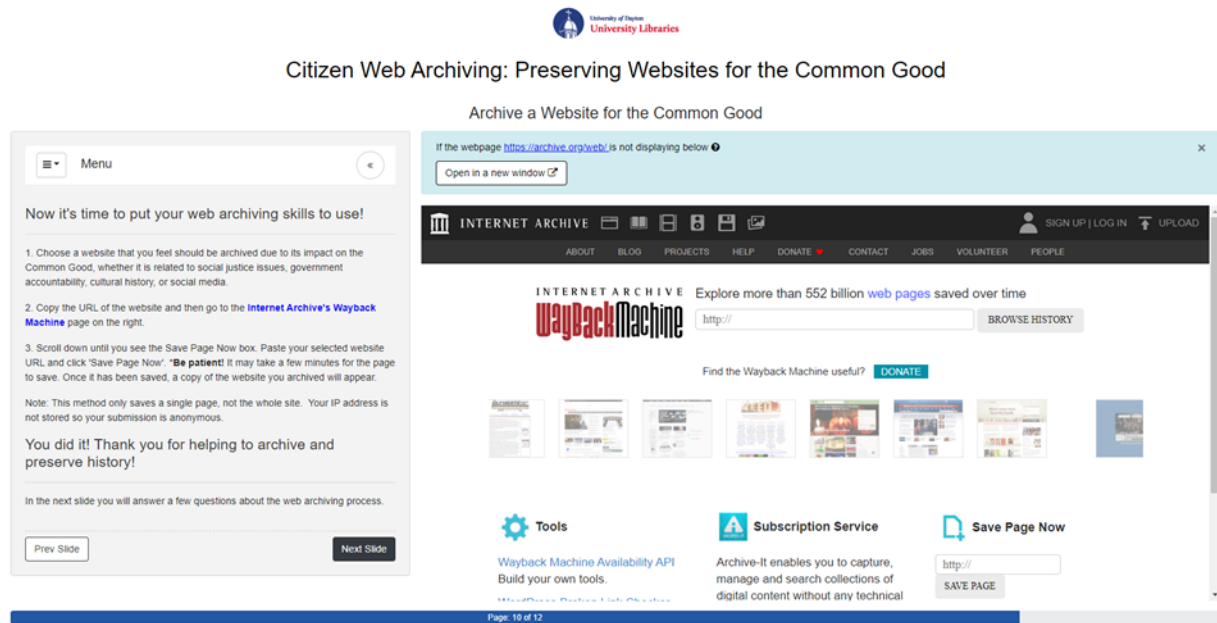 University of Dayton
University Libraries
Citizen Web Archiving: Preserving Websites for the Common Good
Archive a Website for the Common Good
Menu
«
Now it's time to put your web archiving skills to use!
1. Choose a website that you feel should be archived due to its impact on the
Common Good, whether it is related to social justice issues, government
accountability, cultural history, or social media.
2. Copy the URL of the website and then go to the Internet Archive's Wayback
Machine page on the right.
3. Scroll down until you see the Save Page Now box. Paste your selected website
URL and click 'Save Page Now'. *Be patient! It may take a few minutes for the page
to save. Once it has been saved, a copy of the website you archived will appear.
Note: This method only saves a single page, not the whole site. Your IP address is
not stored so your submission is anonymous.
You did it! Thank you for helping to archive and
preserve history!
In the next slide you will answer a few questions about the web archiving process.
Prev Slide
Next Slide
If the webpage https://archive.org/web/ is not displaying below
Open in a new window
INTERNET ARCHIVE
SIGN UP | LOG IN
UPLOAD
ABOUT BLOG PROJECTS HELP DONATE CONTACT JOBS VOLUNTEER PEOPLE
INTERNET ARCHIVE
WayBackMachine
Explore more than 552 billion web pages saved over time
http://
BROWSE HISTORY
Find the Wayback Machine useful? DONATE
Tools
Wayback Machine Availability API
Build your own tools.
WordPress Broken Link Checker
Subscription Service
Archive-It enables you to capture,
manage and search collections of
digital content without any technical
Save Page Now
http://
SAVE PAGE
Page: 10 of 12